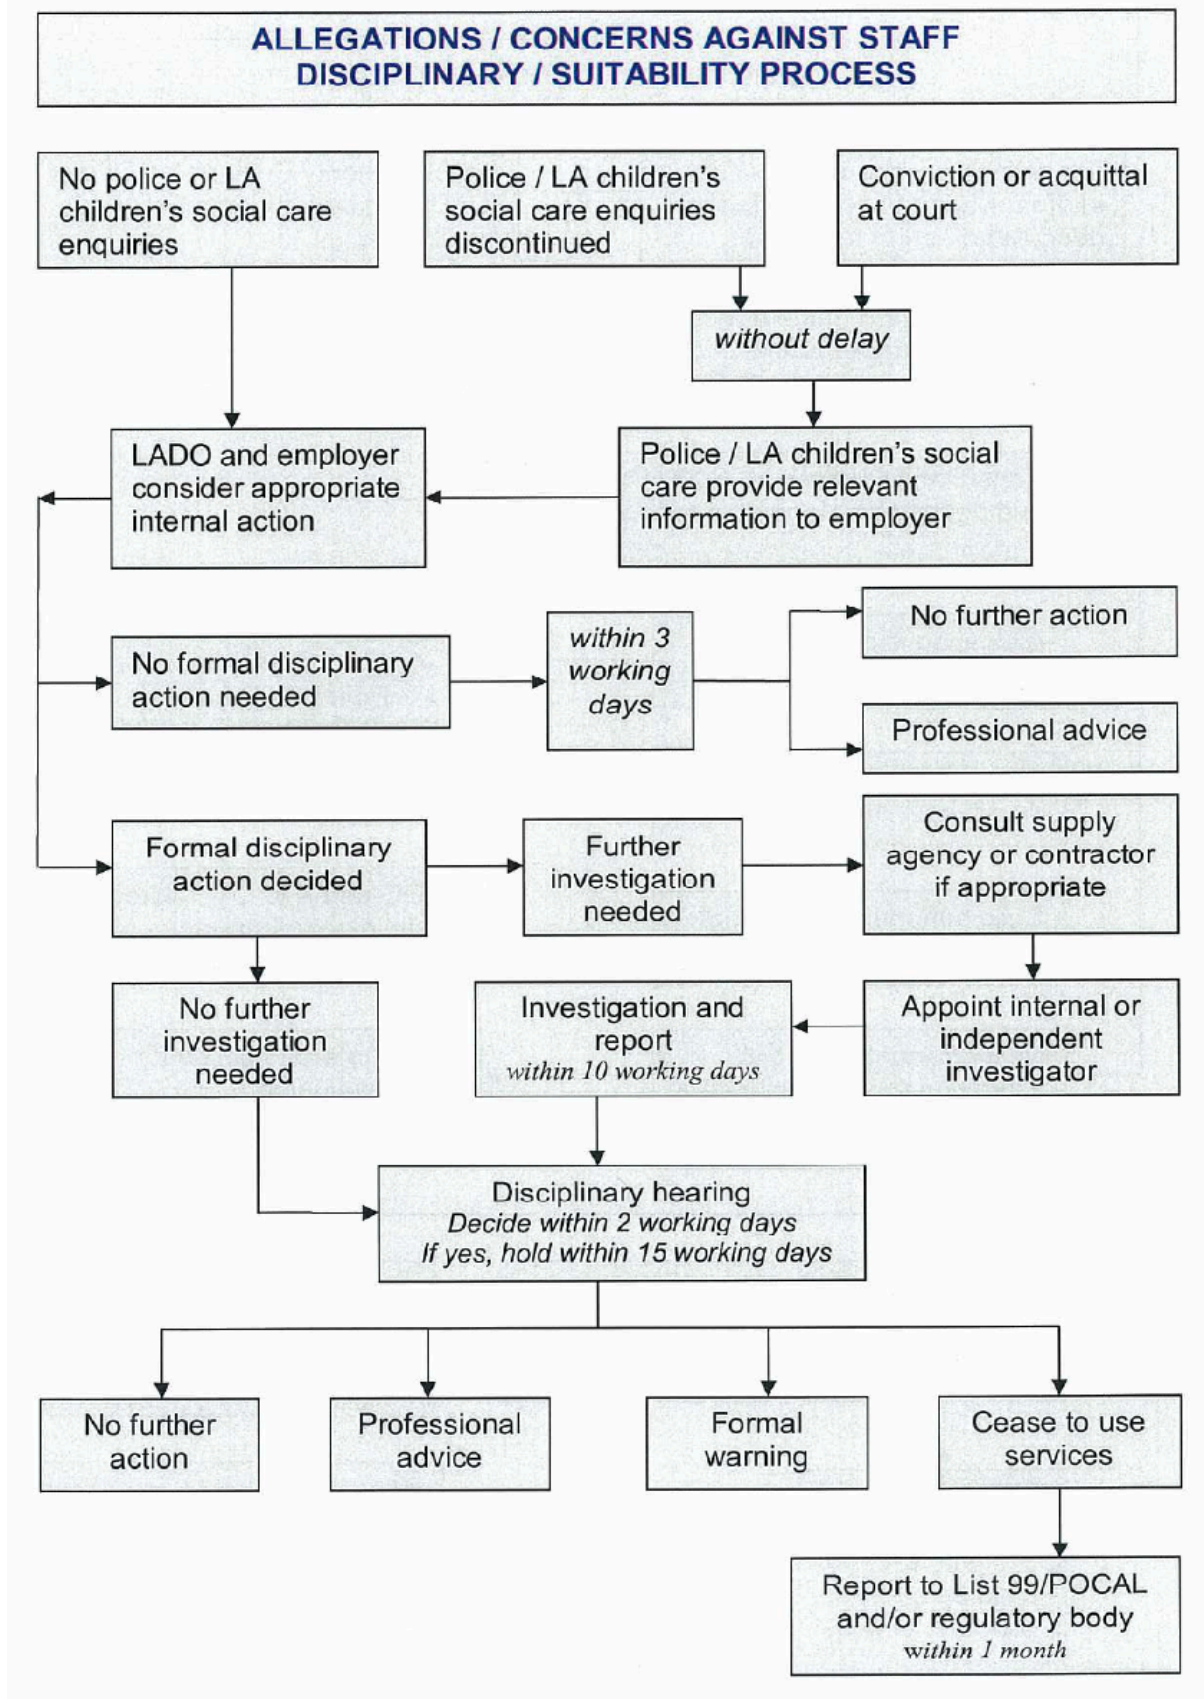 ALLEGATIONS / CONCERNS AGAINST STAFF
DISCIPLINARY / SUITABILITY PROCESS
No police or LA
children's social care
enquiries
Police / LA children's
social care enquiries
discontinued
Conviction or acquittal
at court
without delay
LADO and employer
consider appropriate
internal action
Police / LA children's social
care provide relevant
information to employer
No formal disciplinary
action needed
within 3
working
days
No further action
Professional advice
Formal disciplinary
action decided
Further
investigation
needed
Consult supply
agency or contractor
if appropriate
No further
investigation
needed
Investigation and
report
within 10 working days
Appoint internal or
independent
investigator
Disciplinary hearing
Decide within 2 working days
If yes, hold within 15 working days
No further
action
Professional
advice
Formal
warning
Cease to use
services
Report to List 99/POCAL
and/or regulatory body
within 1 month